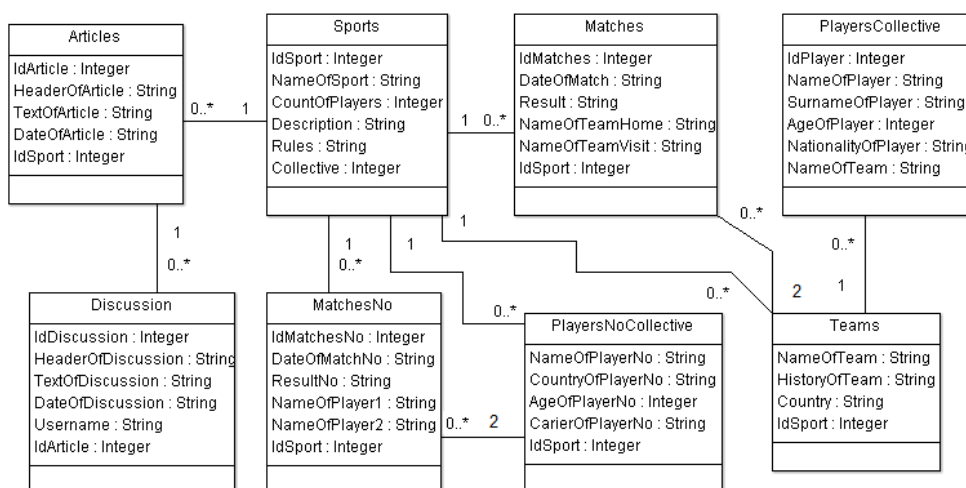 Articles
IdArticle : Integer
HeaderOfArticle : String
TextOfArticle : String
DateOfArticle : String
IdSport : Integer
0..*
1
Sports
IdSport : Integer
NameOfSport : String
CountOfPlayers : Integer
Description : String
Rules : String
Collective : Integer
1
0..*
Matches
IdMatches : Integer
DateOfMatch : String
Result : String
NameOfTeamHome : String
NameOfTeamVisit : String
IdSport : Integer
PlayersCollective
IdPlayer : Integer
NameOfPlayer : String
SurnameOfPlayer : String
AgeOfPlayer : Integer
NationalityOfPlayer : String
NameOfTeam : String
1
0..*
1
0..*
1
0..*
1
0..*
0..*
2
0..*
1
Discussion
IdDiscussion : Integer
HeaderOfDiscussion : String
TextOfDiscussion : String
DateOfDiscussion : String
Username : String
IdArticle : Integer
MatchesNo
IdMatchesNo : Integer
DateOfMatchNo : String
ResultNo : String
NameOfPlayer1 : String
NameOfPlayer2 : String
IdSport : Integer
0..*
2
PlayersNoCollective
NameOfPlayerNo : String
CountryOfPlayerNo : String
AgeOfPlayerNo : Integer
CarierOfPlayerNo : String
IdSport : Integer
Teams
NameOfTeam : String
HistoryOfTeam : String
Country : String
IdSport : Integer